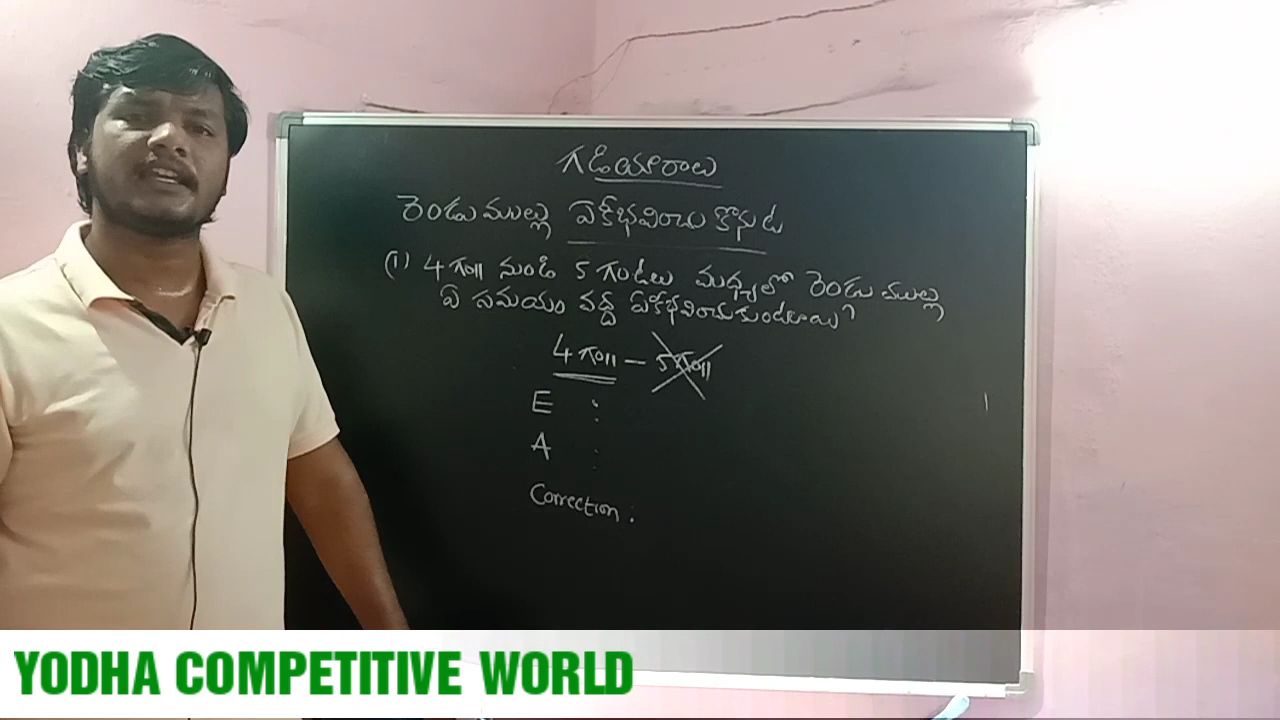 గడియారాలు
రెండు ముల్లు ఏకీభవించు కొనుట
(1) 4 గం॥ నుండి 5 గంటలు మధ్యలో రెండు ముల్లు
ఏ సమయం వద్ద ఏకీభవించుకుంటాయి?
4 గం॥ - 5 గం॥
E :
A :
Correction :
YODHA COMPETITIVE WORLD